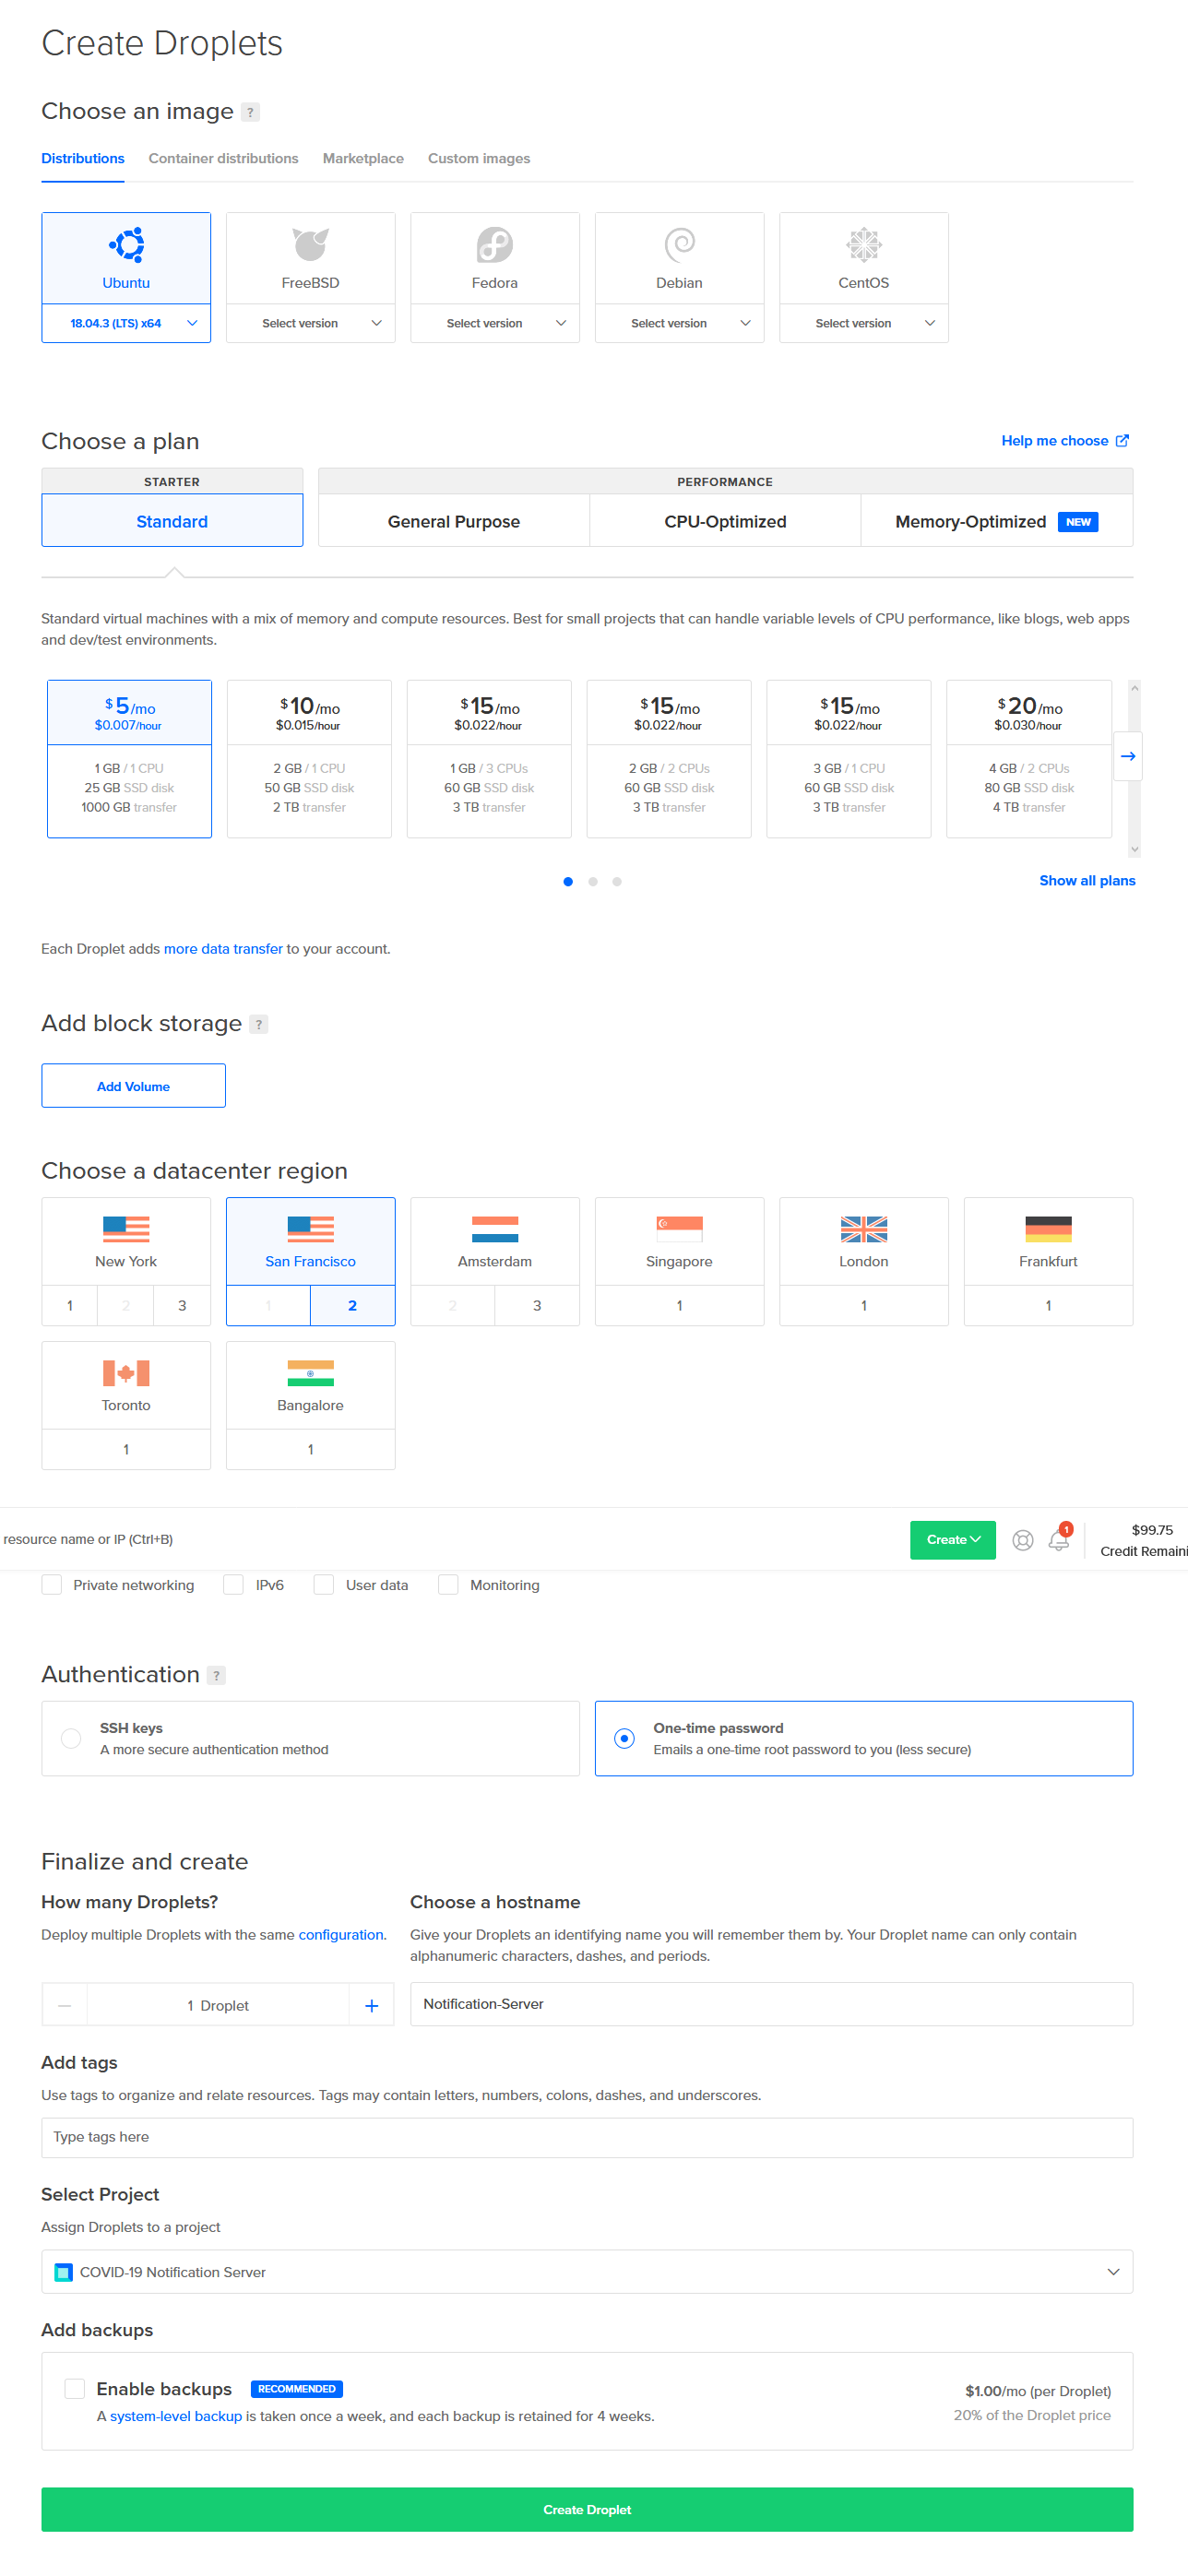 Create Droplets
Choose an image ?
Distributions Container distributions Marketplace Custom images
Ubuntu FreeBSD Fedora Debian CentOS
18.04.3 (LTS) x64 Select version Select version Select version Select version
Choose a plan Help me choose
STARTER PERFORMANCE
Standard General Purpose CPU-Optimized Memory-Optimized NEW
Standard virtual machines with a mix of memory and compute resources. Best for small projects that can handle variable levels of CPU performance, like blogs, web apps
and dev/test environments.
$5/mo $10/mo $15/mo $15/mo $15/mo $20/mo
$0.007/hour $0.015/hour $0.022/hour $0.022/hour $0.022/hour $0.030/hour
1 GB / 1 CPU 2 GB / 1 CPU 1 GB / 3 CPUs 2 GB / 2 CPUs 3 GB / 1 CPU 4 GB / 2 CPUs
25 GB SSD disk 50 GB SSD disk 60 GB SSD disk 60 GB SSD disk 60 GB SSD disk 80 GB SSD disk
1000 GB transfer 2 TB transfer 3 TB transfer 3 TB transfer 3 TB transfer 4 TB transfer
Show all plans
Each Droplet adds more data transfer to your account.
Add block storage ?
Add Volume
Choose a datacenter region
New York San Francisco Amsterdam Singapore London Frankfurt
1 2 3 1 2 2 3 1 1 1
Toronto Bangalore
1 1
resource name or IP (Ctrl+B) Create 1 $99.75
Credit Remaini
Private networking IPv6 User data Monitoring
Authentication ?
SSH keys One-time password
A more secure authentication method Emails a one-time root password to you (less secure)
Finalize and create
How many Droplets? Choose a hostname
Deploy multiple Droplets with the same configuration. Give your Droplets an identifying name you will remember them by. Your Droplet name can only contain
alphanumeric characters, dashes, and periods.
1 Droplet Notification-Server
Add tags
Use tags to organize and relate resources. Tags may contain letters, numbers, colons, dashes, and underscores.
Type tags here
Select Project
Assign Droplets to a project
COVID-19 Notification Server
Add backups
Enable backups RECOMMENDED $1.00/mo (per Droplet)
A system-level backup is taken once a week, and each backup is retained for 4 weeks. 20% of the Droplet price
Create Droplet